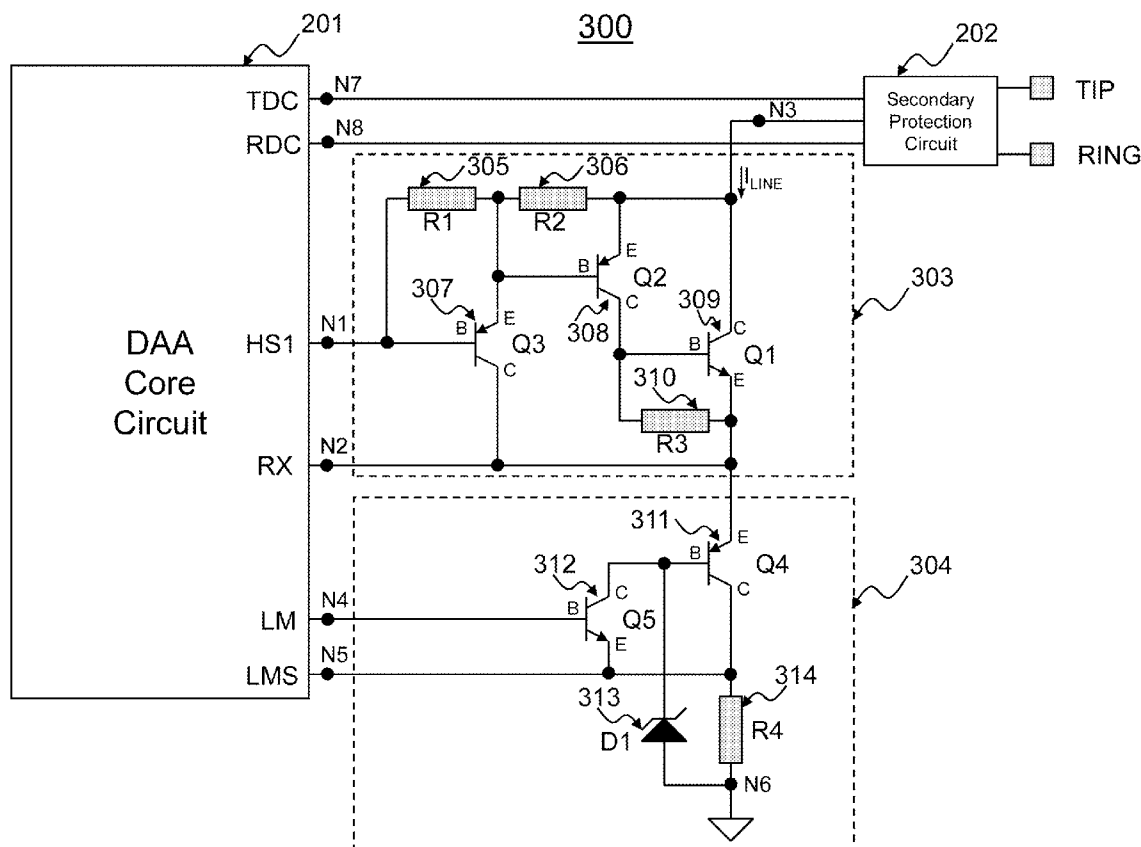 300
201
202
TDC
N7
Secondary
Protection
Circuit
TIP
N3
RDC
N8
RING
305
306
I_LINE
R1
R2
E
B
Q2
307
C
308
309
303
N1
HS1
B
E
Q3
C
C
B
Q1
E
DAA
Core
Circuit
310
R3
N2
RX
311
E
B
Q4
C
304
312
C
B
Q5
E
N4
LM
N5
LMS
313
D1
314
R4
N6